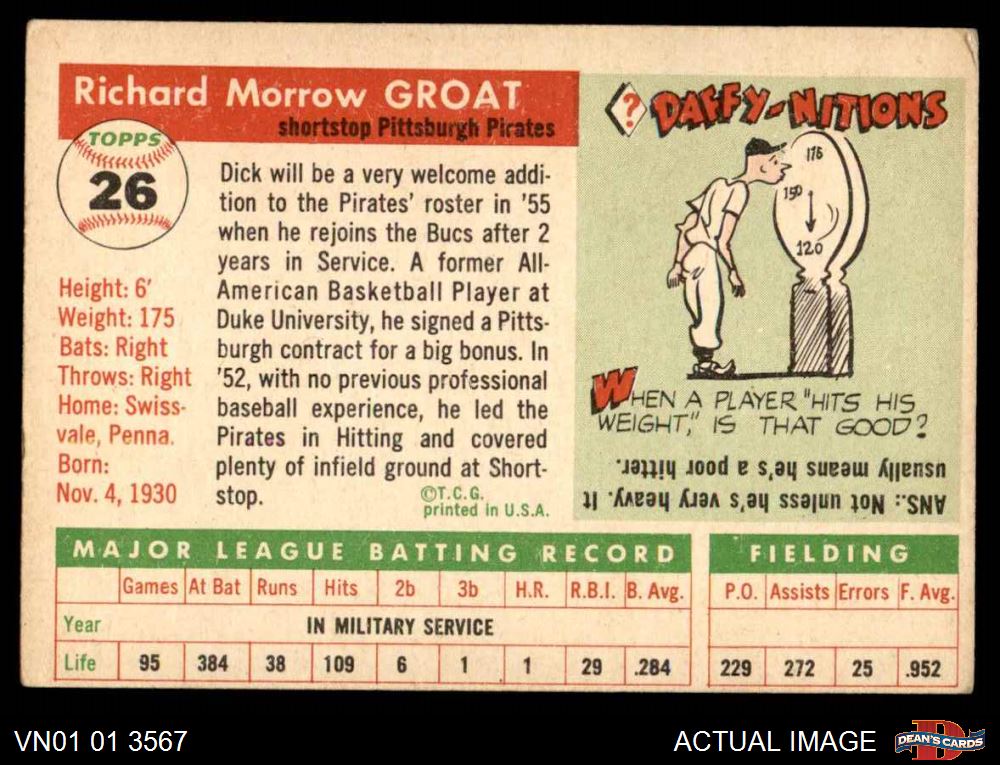 Richard Morrow GROAT
shortstop Pittsburgh Pirates
TOPPS
26
Height: 6'
Weight: 175
Bats: Right
Throws: Right
Home: Swiss-
vale, Penna.
Born:
Nov. 4, 1930
Dick will be a very welcome addi-
tion to the Pirates' roster in '55
when he rejoins the Bucs after 2
years in Service. A former All-
American Basketball Player at
Duke University, he signed a Pitts-
burgh contract for a big bonus. In
'52, with no previous professional
baseball experience, he led the
Pirates in Hitting and covered
plenty of infield ground at Short-
stop.
©T.C.G.
printed in U.S.A.
? DAFFY-NITIONS
176
150
120
WHEN A PLAYER "HITS HIS
WEIGHT," IS THAT GOOD?
ANS.: Not unless he's very heavy. It
usually means he's a poor hitter.
MAJOR LEAGUE BATTING RECORD
Games At Bat Runs Hits 2b 3b H.R. R.B.I. B. Avg.
Year IN MILITARY SERVICE
Life 95 384 38 109 6 1 1 29 .284
FIELDING
P.O. Assists Errors F. Avg.
229 272 25 .952
VN01 01 3567
ACTUAL IMAGE
D
DEAN'S CARDS